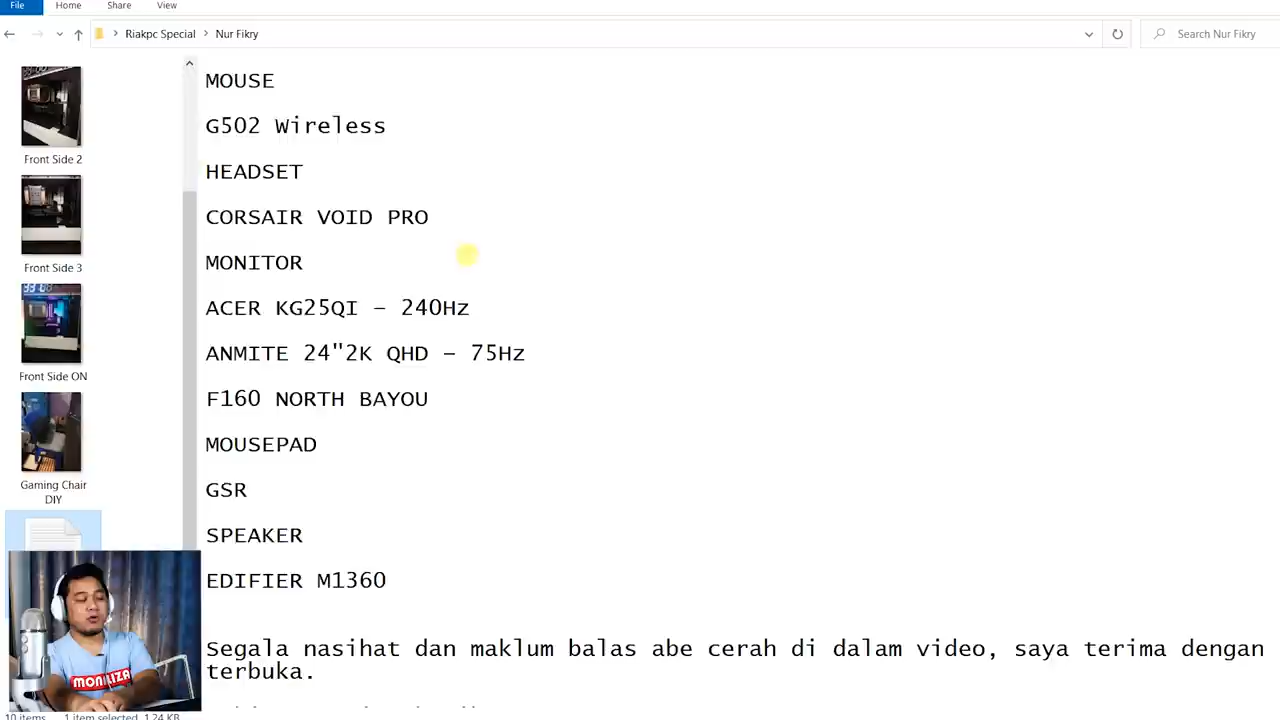 File Home Share View
Riakpc Special Nur Fikry
Search Nur Fikry
MOUSE
G502 Wireless
HEADSET
CORSAIR VOID PRO
MONITOR
ACER KG25QI – 240Hz
ANMITE 24"2K QHD – 75Hz
F160 NORTH BAYOU
MOUSEPAD
GSR
SPEAKER
EDIFIER M1360
Segala nasihat dan maklum balas abe cerah di dalam video, saya terima dengan
terbuka.
Front Side 2
Front Side 3
Front Side ON
Gaming Chair
DIY
MONILIZA
10 items 1 item selected 1.24 KB